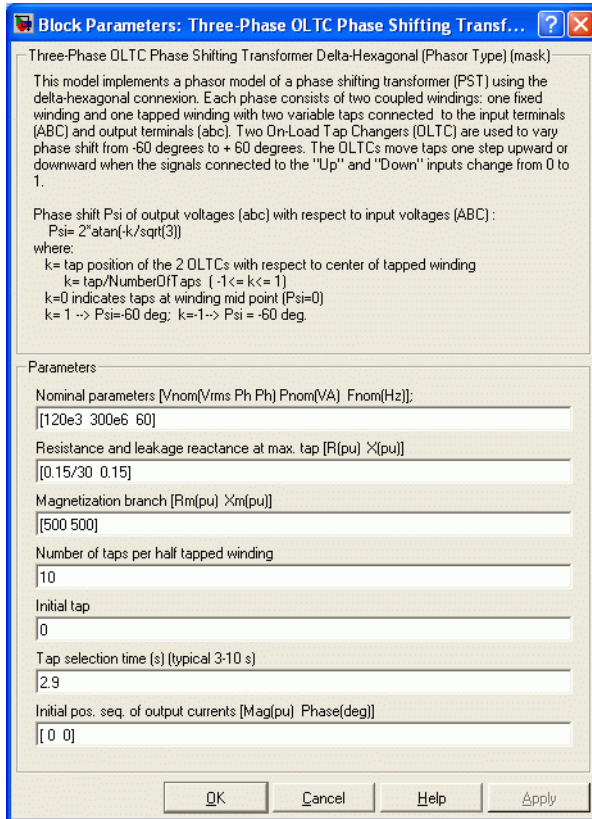 Block Parameters: Three-Phase OLTC Phase Shifting Transf...
Three-Phase OLTC Phase Shifting Transformer Delta-Hexagonal (Phasor Type) (mask)
This model implements a phasor model of a phase shifting transformer (PST) using the
delta-hexagonal connexion. Each phase consists of two coupled windings: one fixed
winding and one tapped winding with two variable taps connected  to the input terminals
(ABC) and output terminals (abc). Two On-Load Tap Changers (OLTC) are used to vary
phase shift from -60 degrees to + 60 degrees. The OLTCs move taps one step upward or
downward when the signals connected to the "Up" and "Down" inputs change from 0 to
1.
Phase shift Psi of output voltages (abc) with respect to input voltages (ABC) :
Psi= 2*atan(-k/sqrt(3))
where:
k= tap position of the 2 OLTCs with respect to center of tapped winding
k= tap/NumberOfTaps  ( -1<= k<= 1)
k=0 indicates taps at winding mid point (Psi=0)
k= 1 --> Psi=-60 deg;  k=-1--> Psi = -60 deg.
Parameters
Nominal parameters [Vnom(Vrms Ph Ph) Pnom(VA)  Fnom(Hz)];
[120e3  300e6  60]
Resistance and leakage reactance at max. tap [R(pu)  X(pu)]
[0.15/30  0.15]
Magnetization branch [Rm(pu)  Xm(pu)]
[500 500]
Number of taps per half tapped winding
10
Initial tap
0
Tap selection time (s) (typical 3-10 s)
2.9
Initial pos. seq. of output currents [Mag(pu)  Phase(deg)]
[ 0  0]
OK Cancel Help Apply